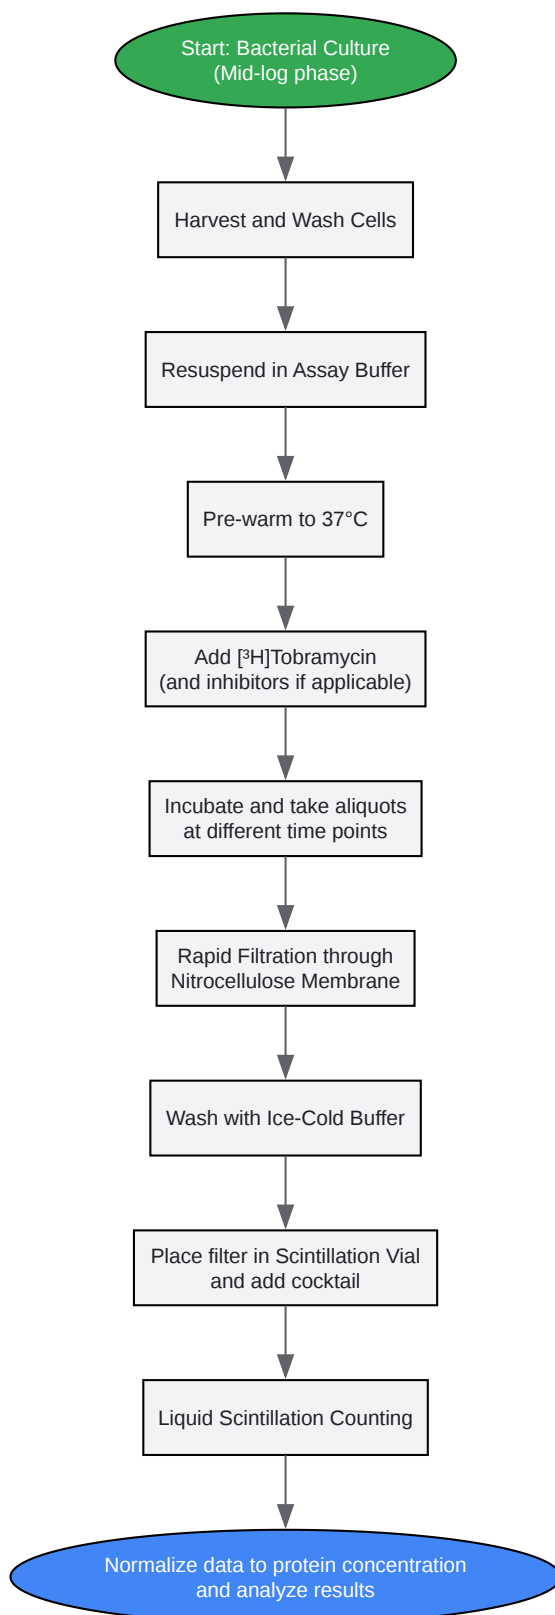 Start: Bacterial Culture
(Mid-log phase)
Harvest and Wash Cells
Resuspend in Assay Buffer
Pre-warm to 37°C
Add [³H]Tobramycin
(and inhibitors if applicable)
Incubate and take aliquots
at different time points
Rapid Filtration through
Nitrocellulose Membrane
Wash with Ice-Cold Buffer
Place filter in Scintillation Vial
and add cocktail
Liquid Scintillation Counting
Normalize data to protein concentration
and analyze results